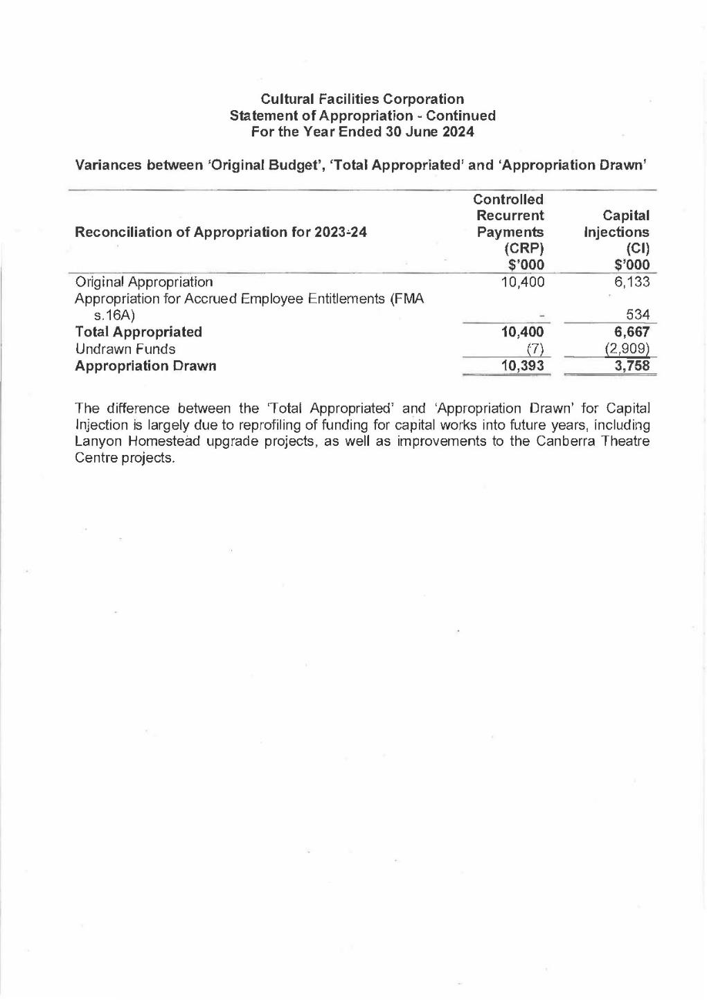 Cultural Facilities Corporation
Statement of Appropriation - Continued
For the Year Ended 30 June 2024
Variances between ‘Original Budget’, ‘Total Appropriated’ and ‘Appropriation Drawn’
Controlled
Recurrent Capital
Reconciliation of Appropriation for 2023-24 Payments Injections
(CRP) (CI)
$’000 $’000
Original Appropriation 10,400 6,133
Appropriation for Accrued Employee Entitlements (FMA
s.16A) - 534
Total Appropriated 10,400 6,667
Undrawn Funds (7) (2,909)
Appropriation Drawn 10,393 3,758
The difference between the ‘Total Appropriated’ and ‘Appropriation Drawn’ for Capital
Injection is largely due to reprofiling of funding for capital works into future years, including
Lanyon Homestead upgrade projects, as well as improvements to the Canberra Theatre
Centre projects.